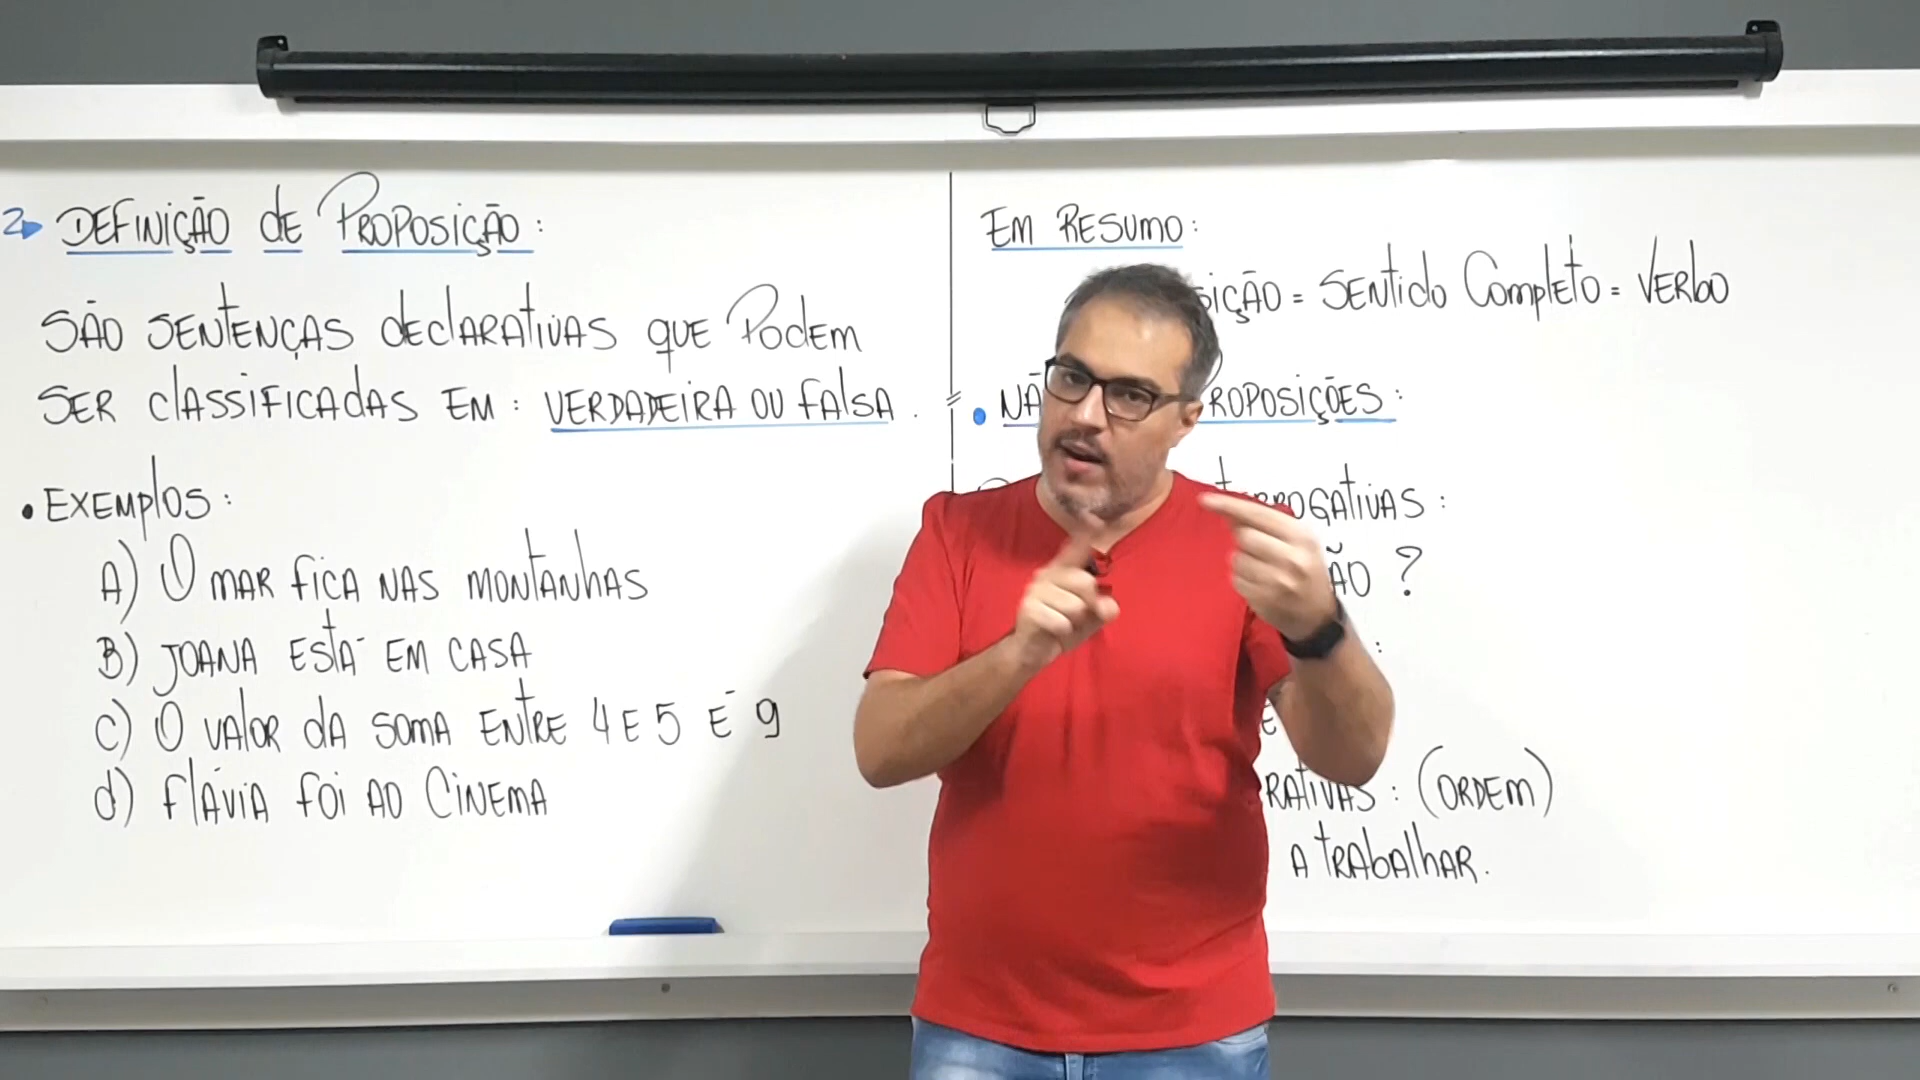 2 DEFINIÇÃO DE PROPOSIÇÃO:
SÃO SENTENÇAS DECLARATIVAS QUE PODEM
SER CLASSIFICADAS EM: VERDADEIRA OU FALSA.
• EXEMPLOS:
A) O MAR FICA NAS MONTANHAS
B) JOANA ESTÁ EM CASA
C) O VALOR DA SOMA ENTRE 4 E 5 É 9
d) FLÁVIA FOI AO CINEMA
EM RESUMO:
SIÇÃO = SENTIDO COMPLETO = VERBO
• NÃ ROPOSIÇÕES:
ROGATIVAS:
ÃO ?
:
E
RATIVAS: (ORDEM)
A TRABALHAR.